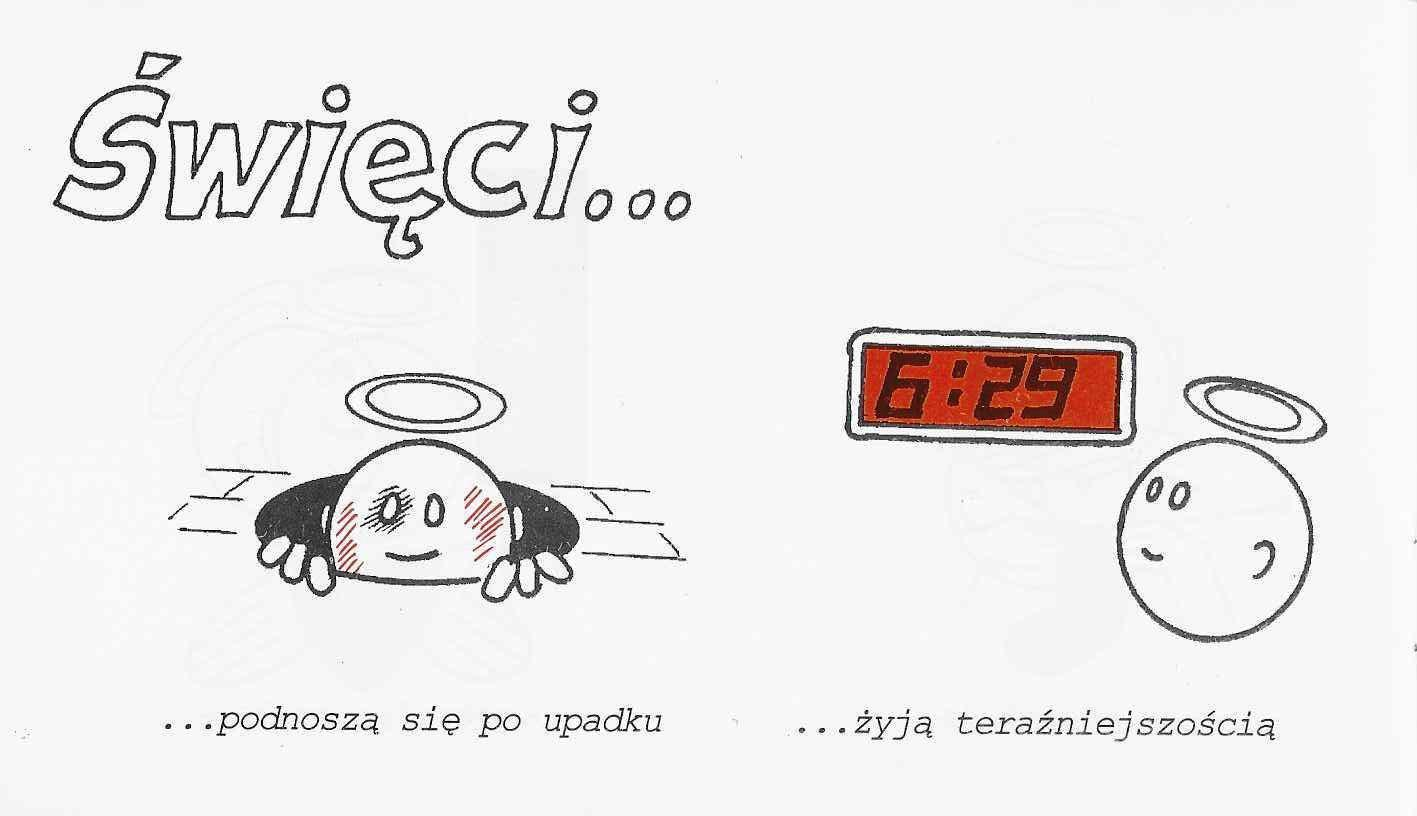 Święci...
6:29
...podnoszą się po upadku
...żyją teraźniejszością